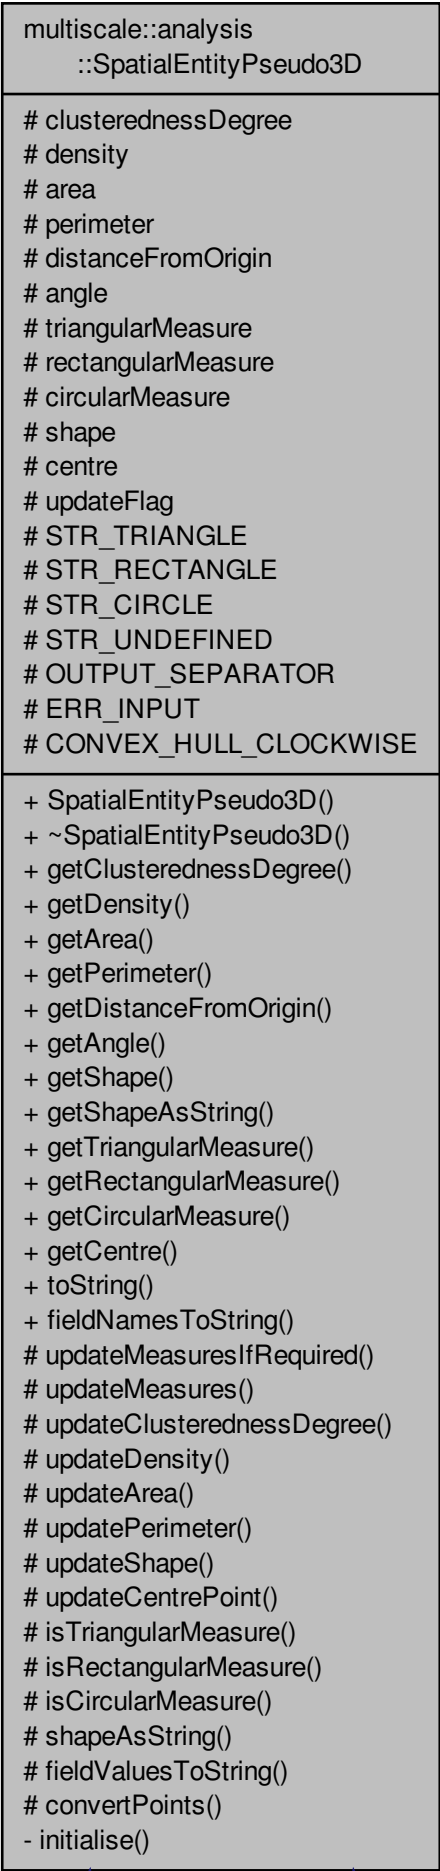 multiscale::analysis
::SpatialEntityPseudo3D
# clusterednessDegree
# density
# area
# perimeter
# distanceFromOrigin
# angle
# triangularMeasure
# rectangularMeasure
# circularMeasure
# shape
# centre
# updateFlag
# STR_TRIANGLE
# STR_RECTANGLE
# STR_CIRCLE
# STR_UNDEFINED
# OUTPUT_SEPARATOR
# ERR_INPUT
# CONVEX_HULL_CLOCKWISE
+ SpatialEntityPseudo3D()
+ ~SpatialEntityPseudo3D()
+ getClusterednessDegree()
+ getDensity()
+ getArea()
+ getPerimeter()
+ getDistanceFromOrigin()
+ getAngle()
+ getShape()
+ getShapeAsString()
+ getTriangularMeasure()
+ getRectangularMeasure()
+ getCircularMeasure()
+ getCentre()
+ toString()
+ fieldNamesToString()
# updateMeasuresIfRequired()
# updateMeasures()
# updateClusterednessDegree()
# updateDensity()
# updateArea()
# updatePerimeter()
# updateShape()
# updateCentrePoint()
# isTriangularMeasure()
# isRectangularMeasure()
# isCircularMeasure()
# shapeAsString()
# fieldValuesToString()
# convertPoints()
- initialise()